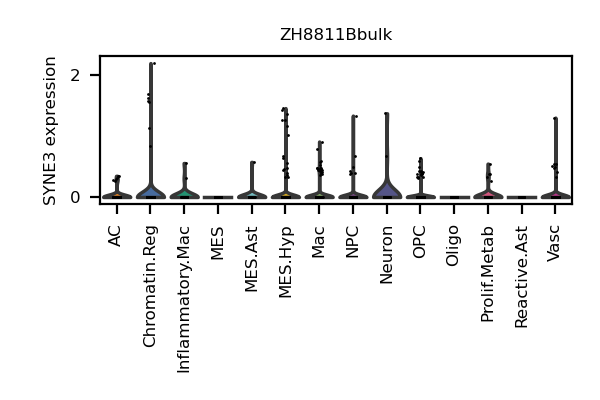 ZH8811Bbulk
SYNE3 expression
2
0
AC
Chromatin.Reg
Inflammatory.Mac
MES
MES.Ast
MES.Hyp
Mac
NPC
Neuron
OPC
Oligo
Prolif.Metab
Reactive.Ast
Vasc